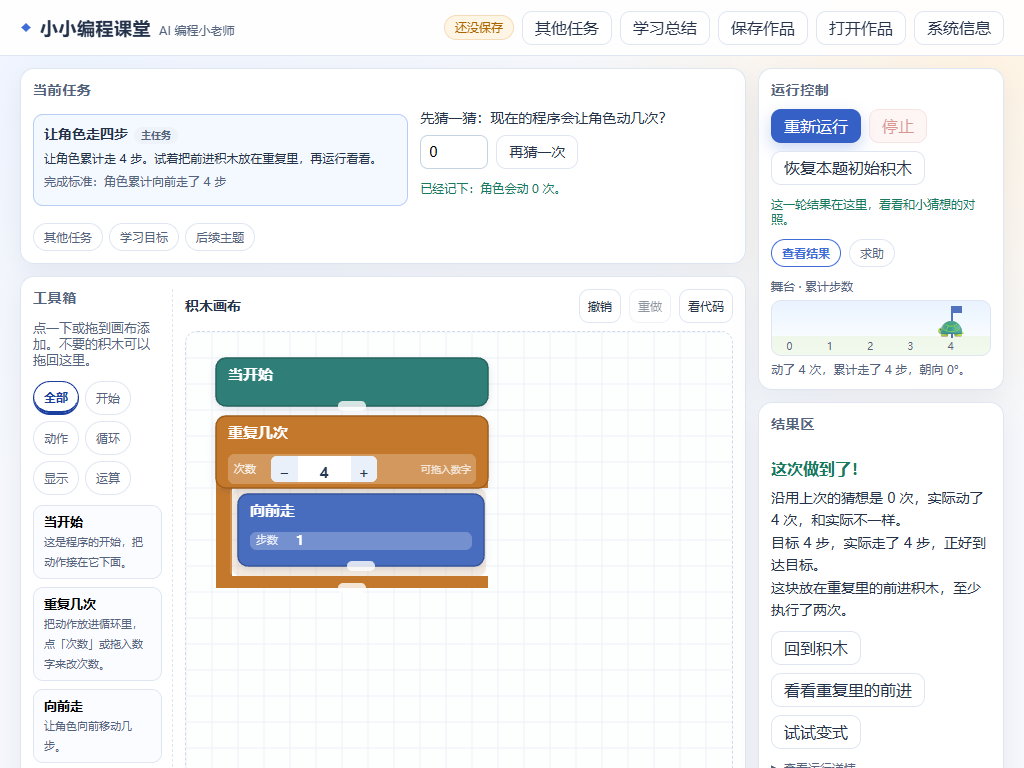 小小编程课堂 AI 编程小老师
还没保存 其他任务 学习总结 保存作品 打开作品 系统信息
当前任务
让角色走四步 主任务
让角色累计走 4 步。试着把前进积木放在重复里，再运行看看。
完成标准：角色累计向前走了 4 步
先猜一猜：现在的程序会让角色动几次？
0 再猜一次
已经记下：角色会动 0 次。
其他任务 学习目标 后续主题
工具箱
点一下或拖到画布添
加。不要的积木可以
拖回这里。
全部 开始
动作 循环
显示 运算
当开始
这是程序的开始，把
动作接在它下面。
重复几次
把动作放进循环里，
点「次数」或拖入数
字来改次数。
向前走
让角色向前移动几
步。
积木画布 撤销 重做 看代码
当开始
重复几次
次数 − 4 + 可拖入数字
向前走
步数 1
运行控制
重新运行 停止
恢复本题初始积木
这一轮结果在这里，看看和小猜想的对
照。
查看结果 求助
舞台 · 累计步数
0 1 2 3 4
动了 4 次，累计走了 4 步，朝向 0°。
结果区
这次做到了！
沿用上次的猜想是 0 次，实际动了
4 次，和实际不一样。
目标 4 步，实际走了 4 步，正好到
达目标。
这块放在重复里的前进积木，至少
执行了两次。
回到积木
看看重复里的前进
试试变式
查看运行详情